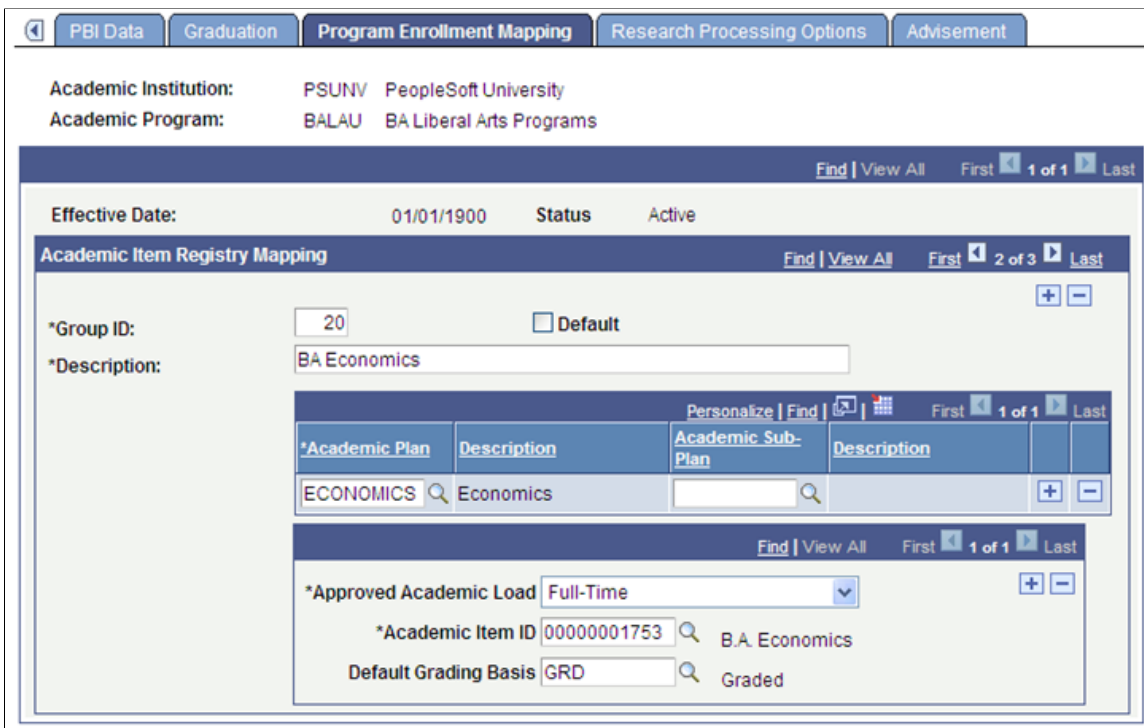 PBI Data Graduation Program Enrollment Mapping Research Processing Options Advisement
Academic Institution: PSUNV PeopleSoft University
Academic Program: BALAU BA Liberal Arts Programs
Find | View All First 1 of 1 Last
Effective Date: 01/01/1900 Status Active
Academic Item Registry Mapping Find | View All First 2 of 3 Last
*Group ID: 20 Default
*Description: BA Economics
Personalize | Find | | First 1 of 1 Last
*Academic Plan Description Academic Sub-Plan Description
ECONOMICS Economics
Find | View All First 1 of 1 Last
*Approved Academic Load Full-Time
*Academic Item ID 00000001753 B.A. Economics
Default Grading Basis GRD Graded